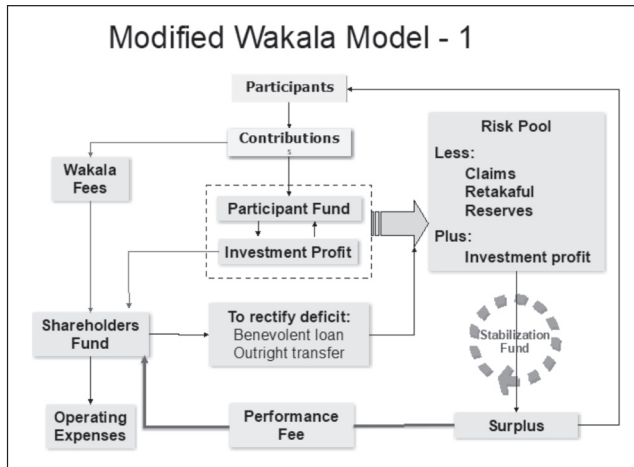 Modified Wakala Model - 1
Participants
Contributions
s
Wakala
Fees
Participant Fund
Investment Profit
Risk Pool
Less:
Claims
Retakaful
Reserves
Plus:
Investment profit
Shareholders
Fund
To rectify deficit:
Benevolent loan
Outright transfer
Stabilization
Fund
Operating
Expenses
Performance
Fee
Surplus